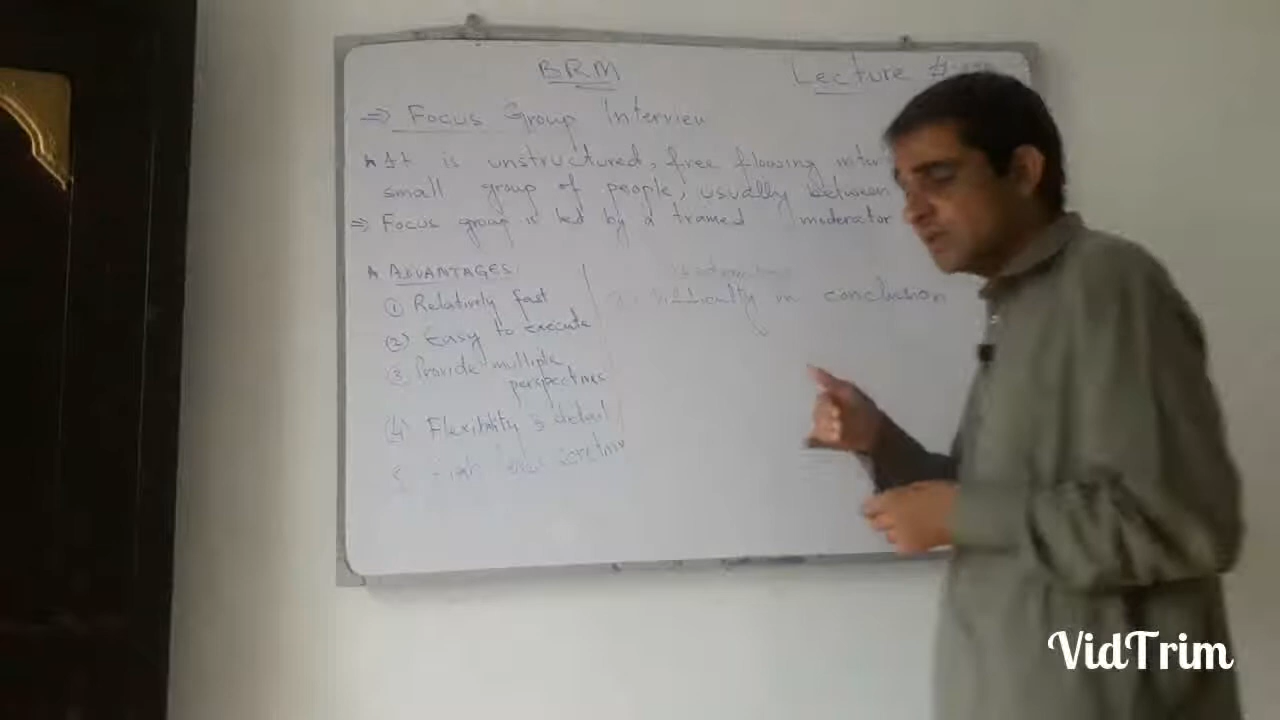 BRM
Lecture
⇒ Focus Group Interview
It is unstructured, free flowing
small group of people, usually between
⇒ Focus group is led by a trained moderator
ADVANTAGES
① Relatively fast
② Easy to execute
③ Provide multiple
perspectives
④ Flexibility & detail
5
Difficulty in conclusion
VidTrim